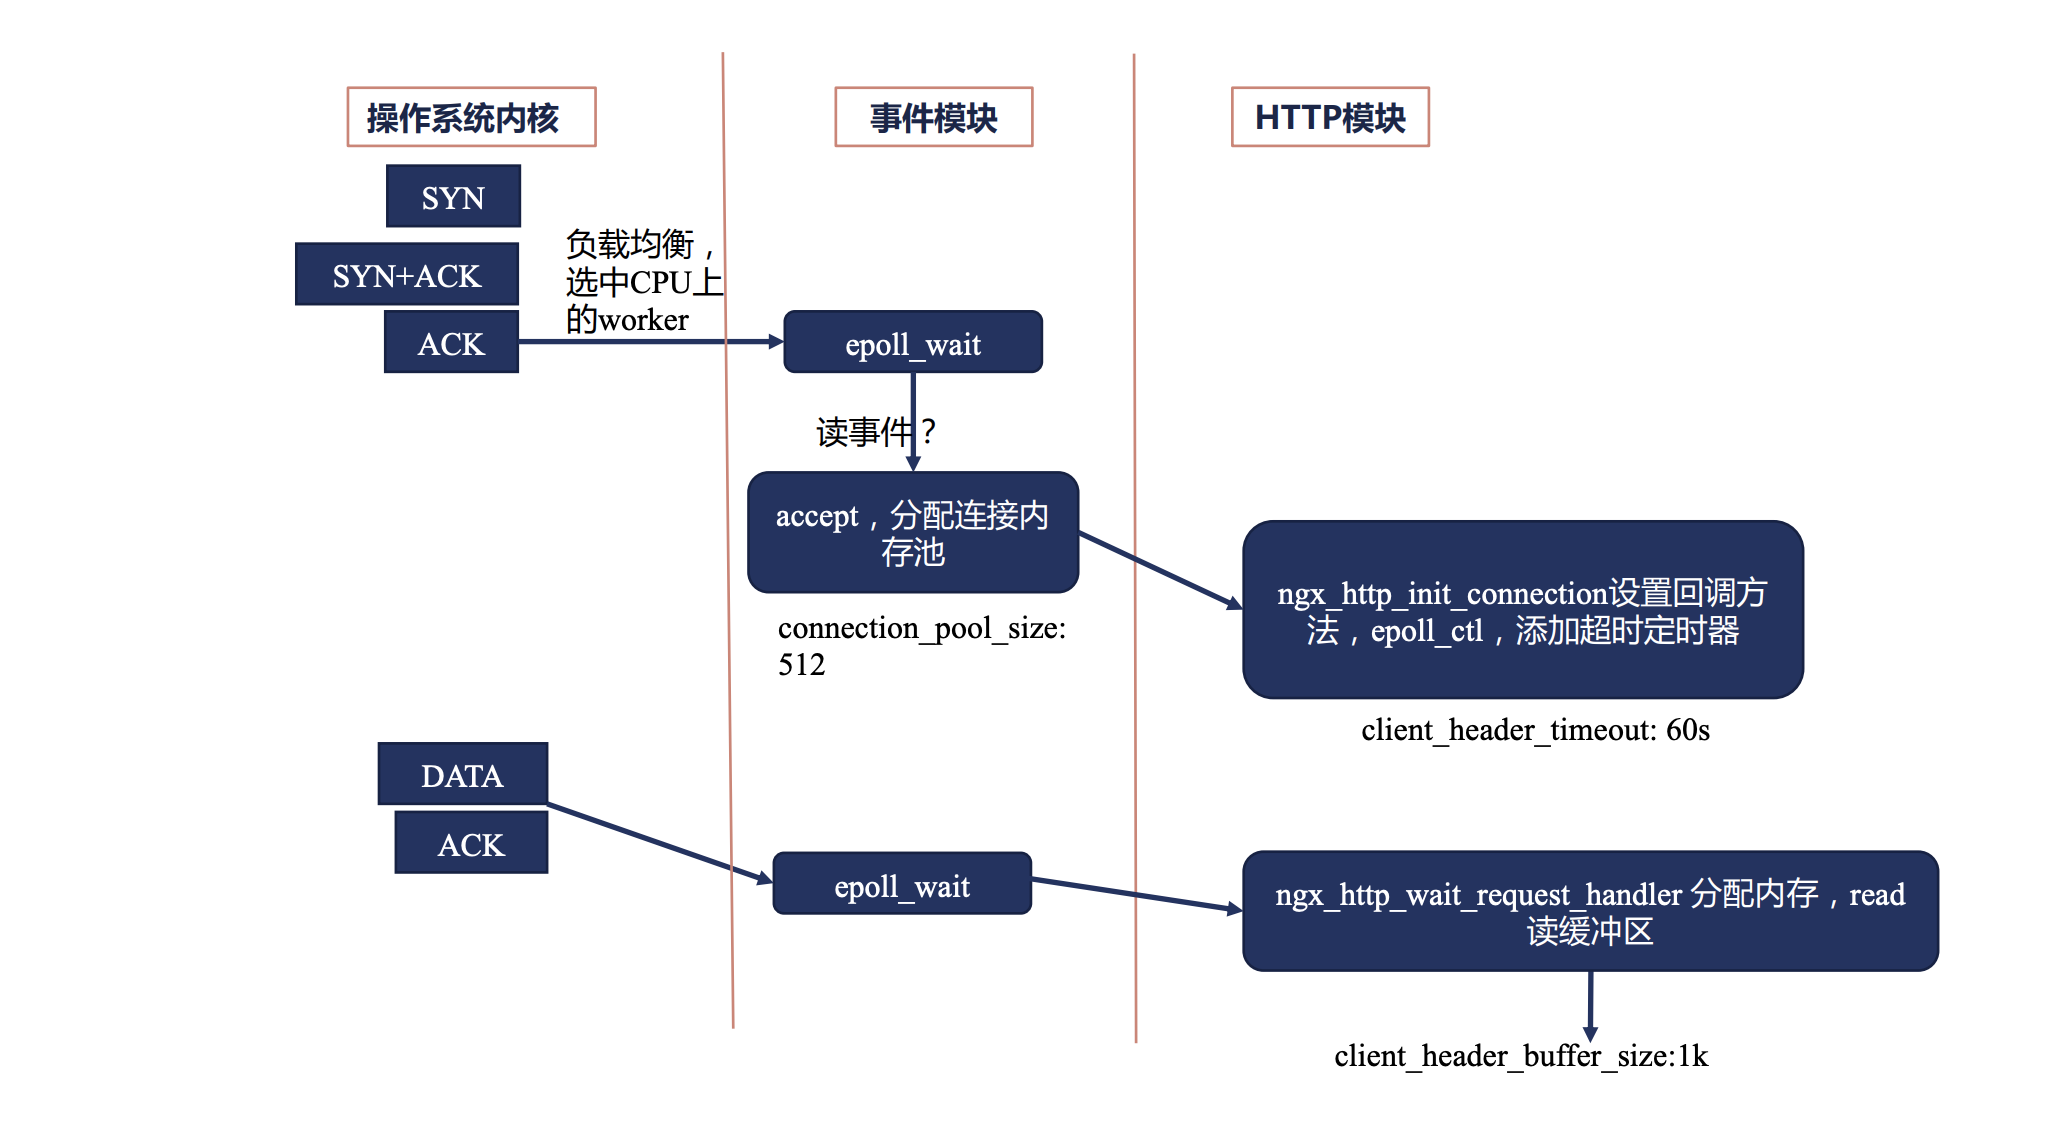 操作系统内核
事件模块
HTTP模块
SYN
SYN+ACK
ACK
负载均衡，
选中CPU上
的worker
epoll_wait
读事件？
accept，分配连接内
存池
connection_pool_size:
512
ngx_http_init_connection设置回调方
法，epoll_ctl，添加超时定时器
client_header_timeout: 60s
DATA
ACK
epoll_wait
ngx_http_wait_request_handler 分配内存，read
读缓冲区
client_header_buffer_size:1k